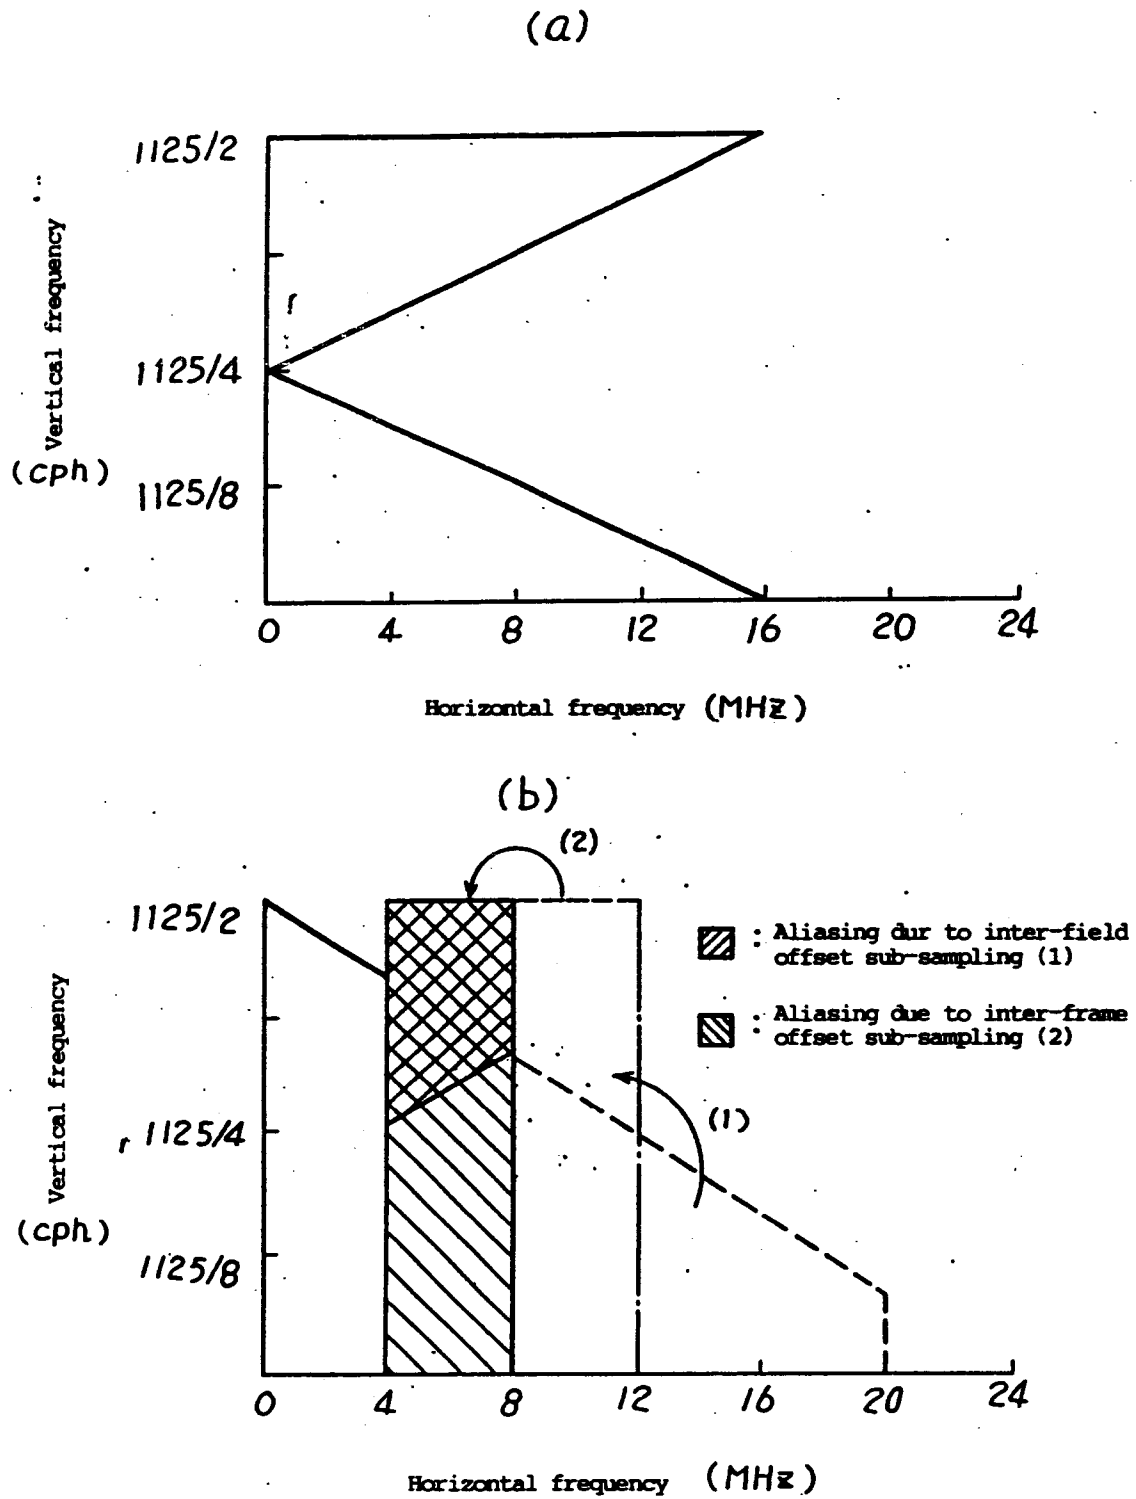 (a)
1125/2
1125/4
1125/8
Vertical frequency
(cph)
0 4 8 12 16 20 24
Horizontal frequency (MHz)
(b)
(2)
1125/2
1125/4
1125/8
Vertical frequency
(cph)
: Aliasing dur to inter-field
offset sub-sampling (1)
: Aliasing due to inter-frame
offset sub-sampling (2)
(1)
0 4 8 12 16 20 24
Horizontal frequency (MHz)